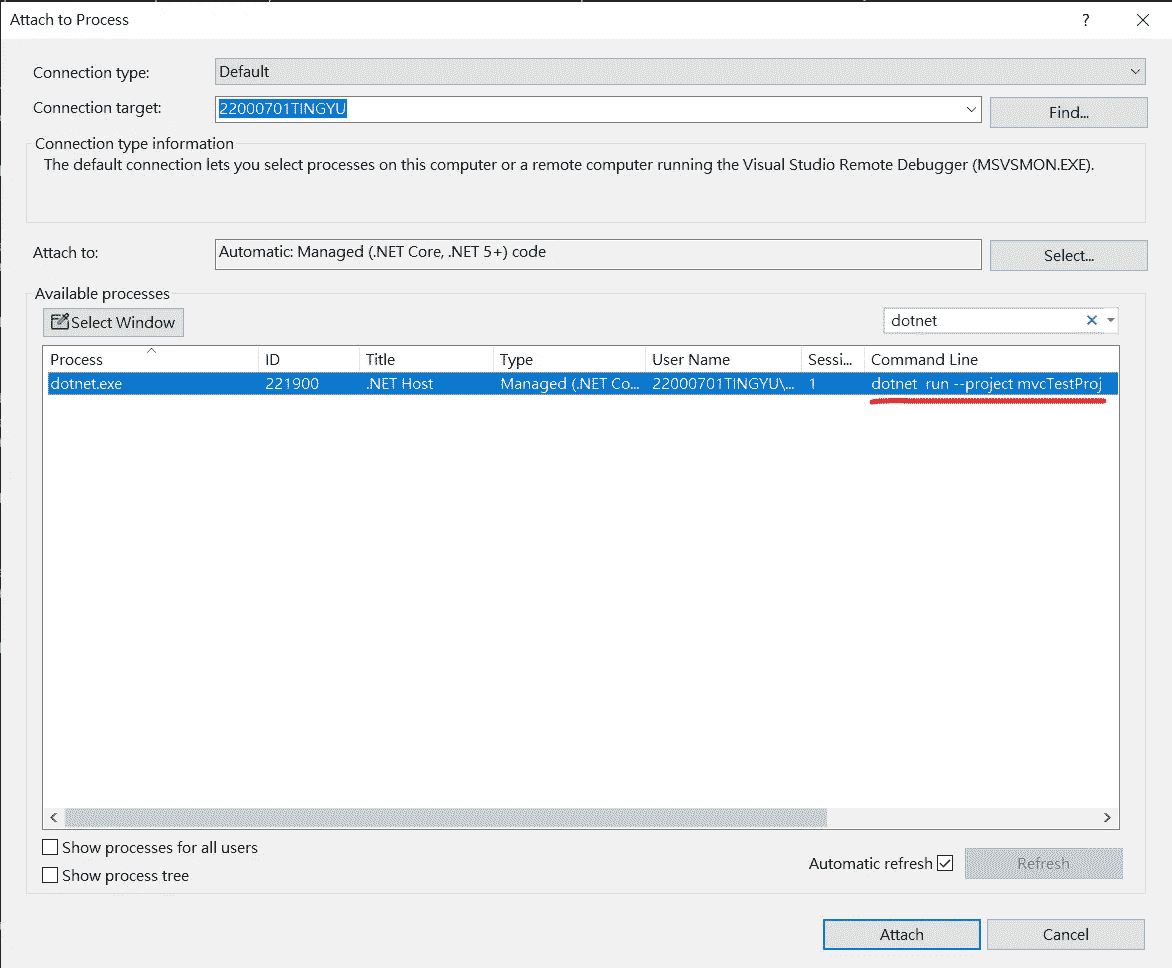 Attach to Process ?
Connection type: Default
Connection target: 22000701TINGYU Find...
Connection type information
The default connection lets you select processes on this computer or a remote computer running the Visual Studio Remote Debugger (MSVSMON.EXE).
Attach to: Automatic: Managed (.NET Core, .NET 5+) code Select...
Available processes
Select Window dotnet
Process ID Title Type User Name Sessi... Command Line
dotnet.exe 221900 .NET Host Managed (.NET Co... 22000701TINGYU\... 1 dotnet run --project mvcTestProj
Show processes for all users
Automatic refresh Refresh
Show process tree
Attach Cancel